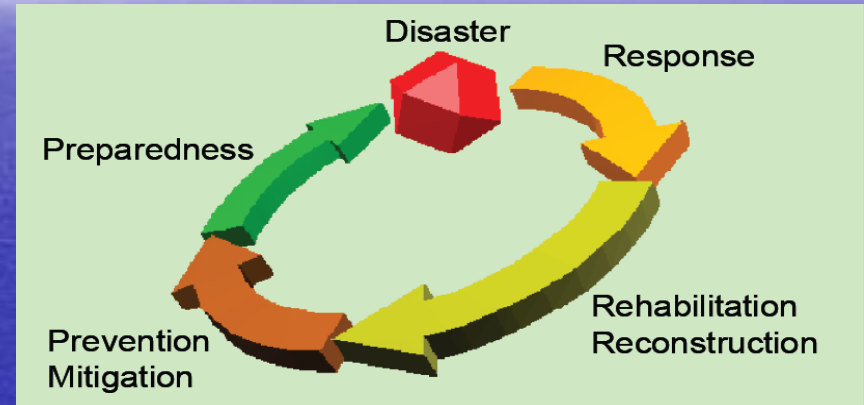 Disaster
Response
Preparedness
Rehabilitation
Reconstruction
Prevention
Mitigation